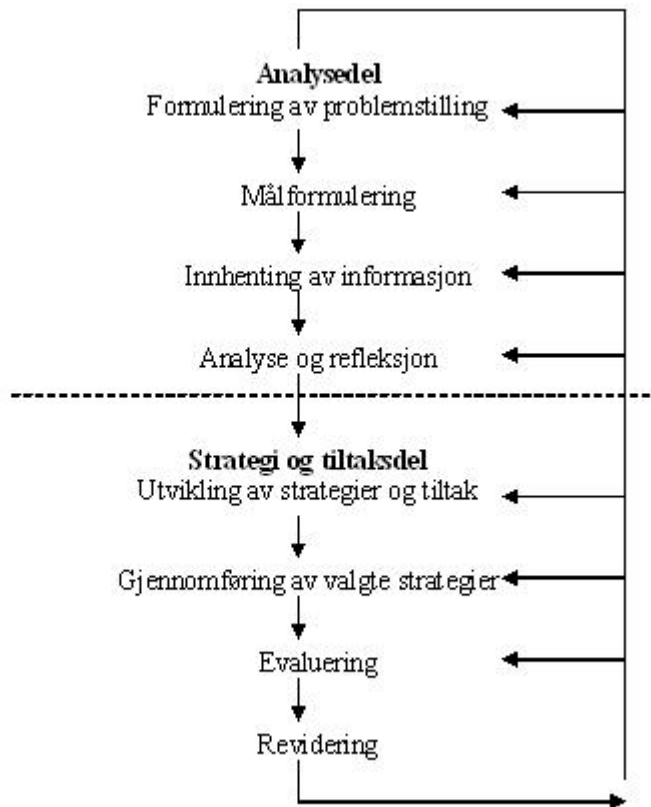 Analysedel
Formulering av problemstilling
Målformulering
Innhenting av informasjon
Analyse og refleksjon
Strategi og tiltaksdel
Utvikling av strategier og tiltak
Gjennomføring av valgte strategier
Evaluering
Revidering